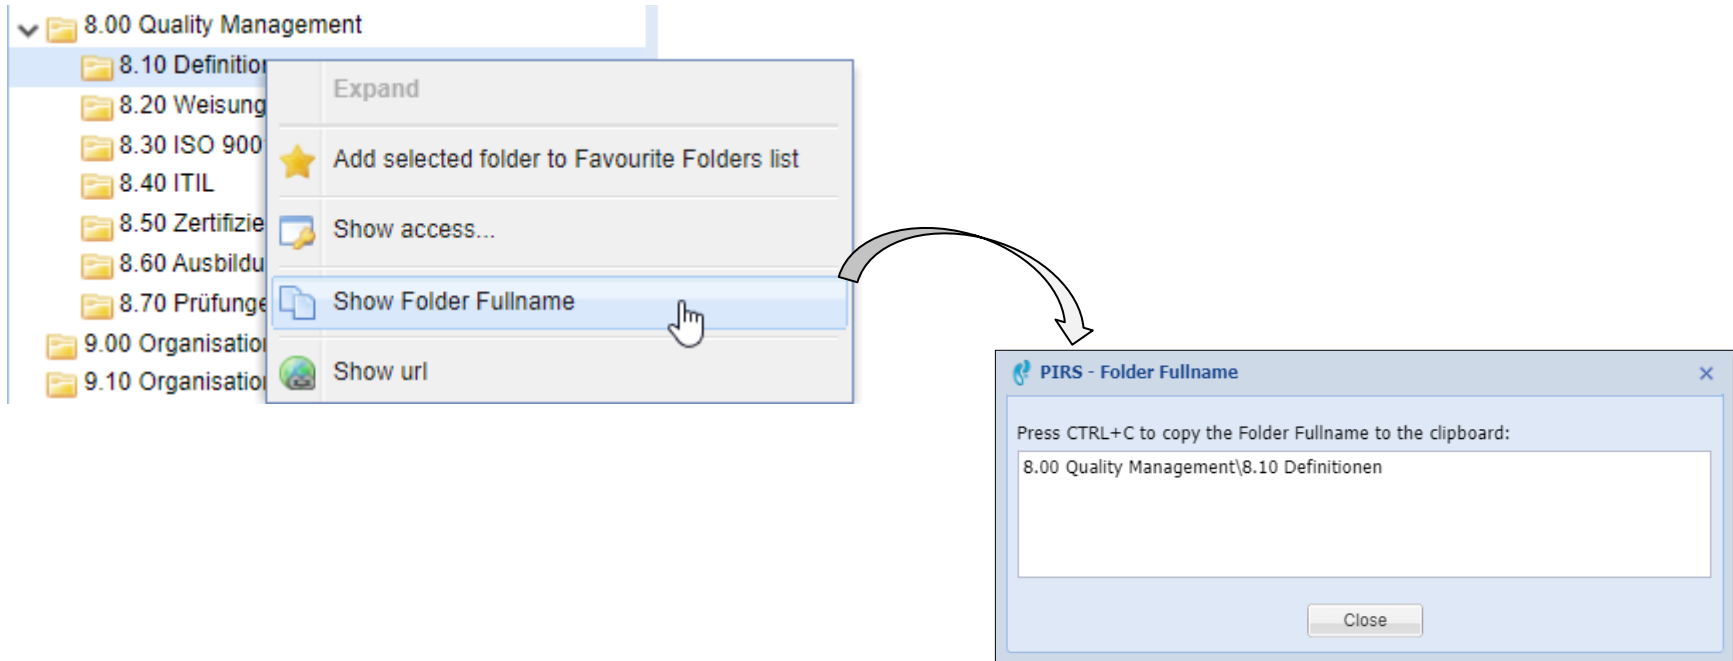 8.00 Quality Management
8.10 Definition
8.20 Weisung
8.30 ISO 900
8.40 ITIL
8.50 Zertifizie
8.60 Ausbildu
8.70 Prüfunge
9.00 Organisation
9.10 Organisation
Expand
Add selected folder to Favourite Folders list
Show access...
Show Folder Fullname
Show url
PIRS - Folder Fullname
Press CTRL+C to copy the Folder Fullname to the clipboard:
8.00 Quality Management\8.10 Definitionen
Close